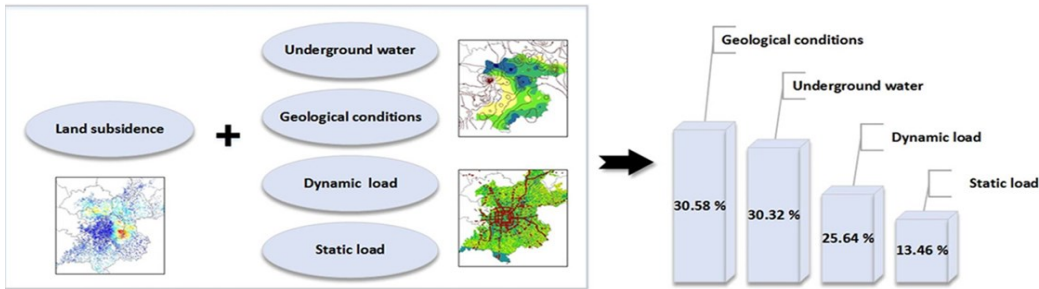 Underground water
Geological conditions
Land subsidence
Dynamic load
Static load
Geological conditions
Underground water
Dynamic load
Static load
30.58 %
30.32 %
25.64 %
13.46 %